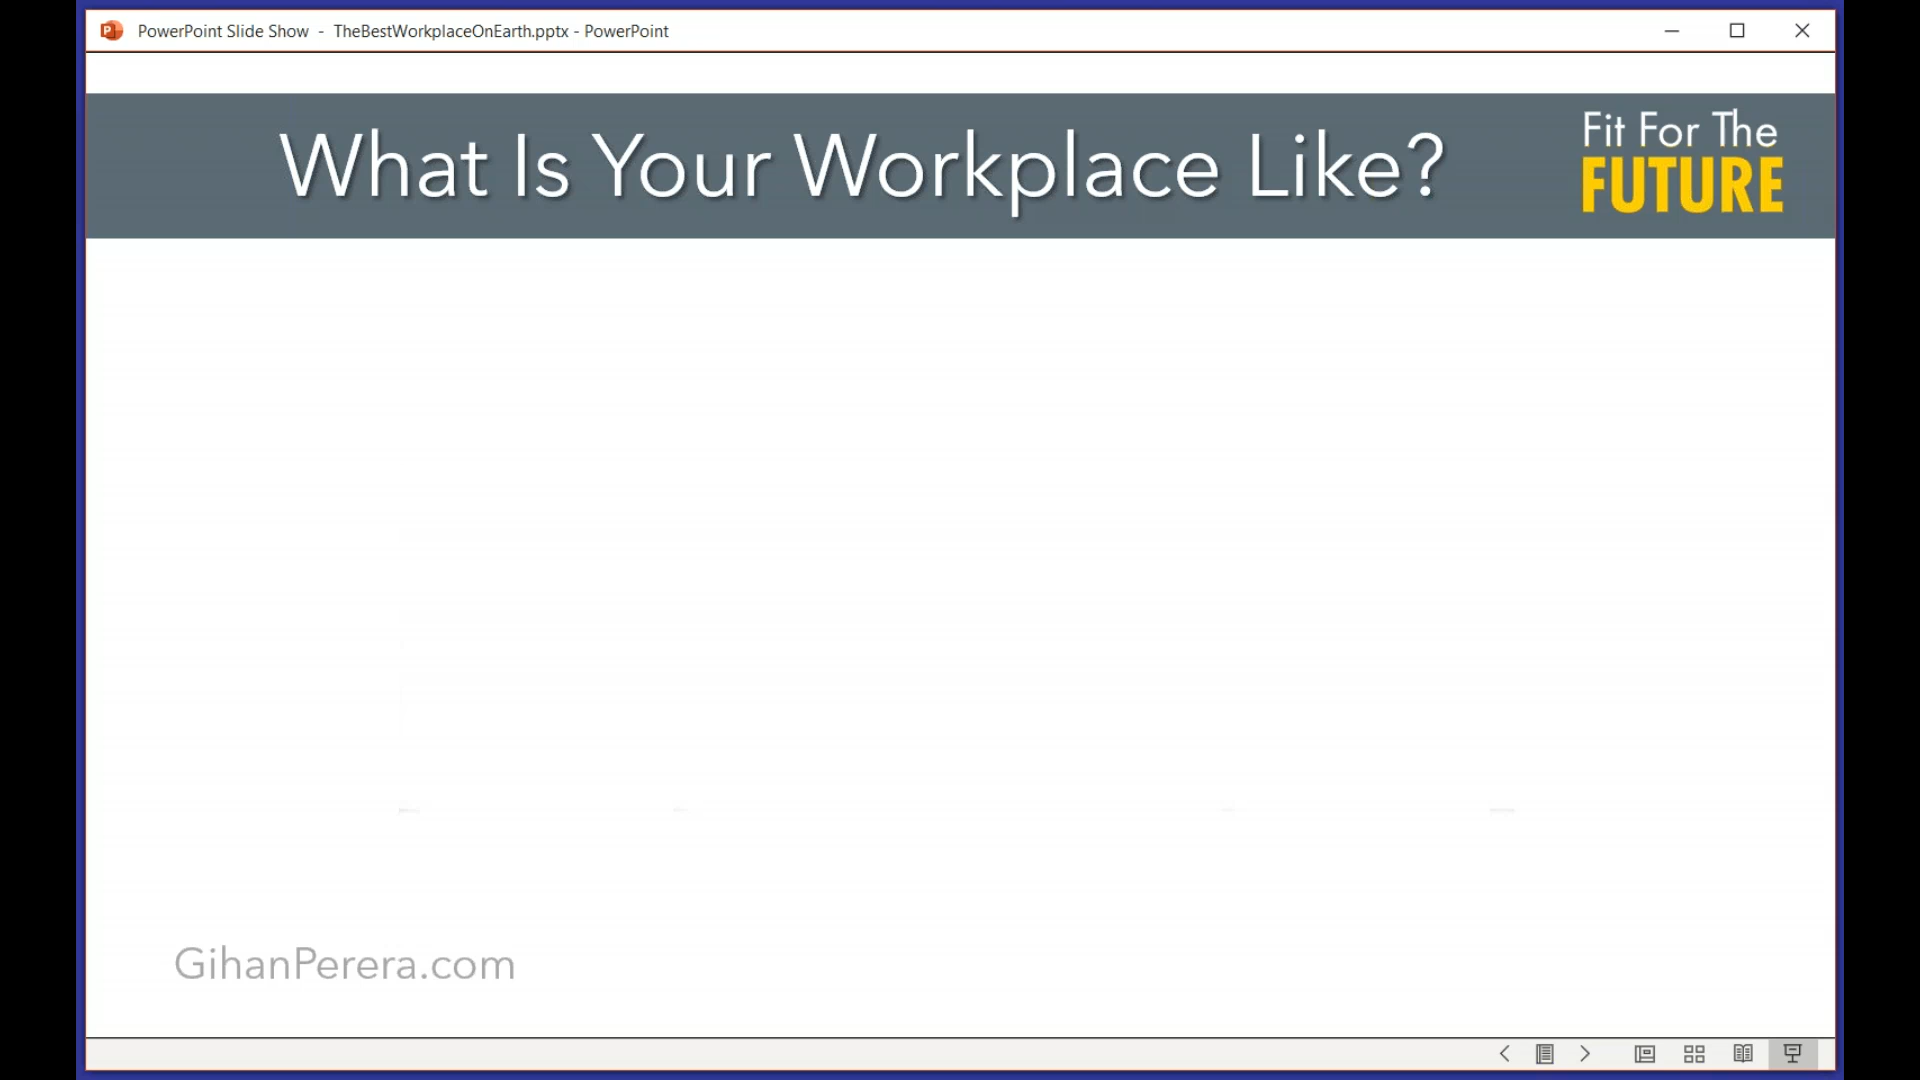 PowerPoint Slide Show - TheBestWorkplaceOnEarth.pptx - PowerPoint
What Is Your Workplace Like?
Fit For The
FUTURE
GihanPerera.com